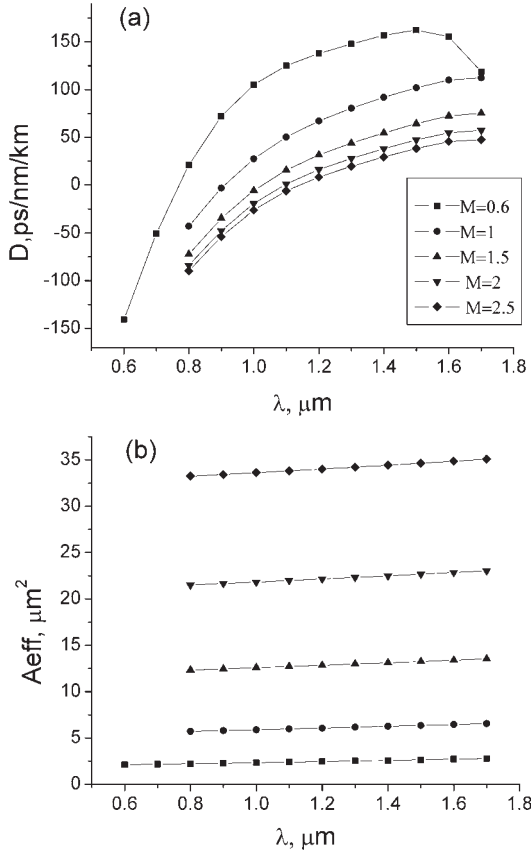 (a)
150
100
50
0
-50
-100
-150
D,ps/nm/km
M=0.6
M=1
M=1.5
M=2
M=2.5
0.6 0.8 1.0 1.2 1.4 1.6 1.8
λ, μm
(b)
35
30
25
20
15
10
5
0
Aeff, μm²
0.6 0.8 1.0 1.2 1.4 1.6 1.8
λ, μm